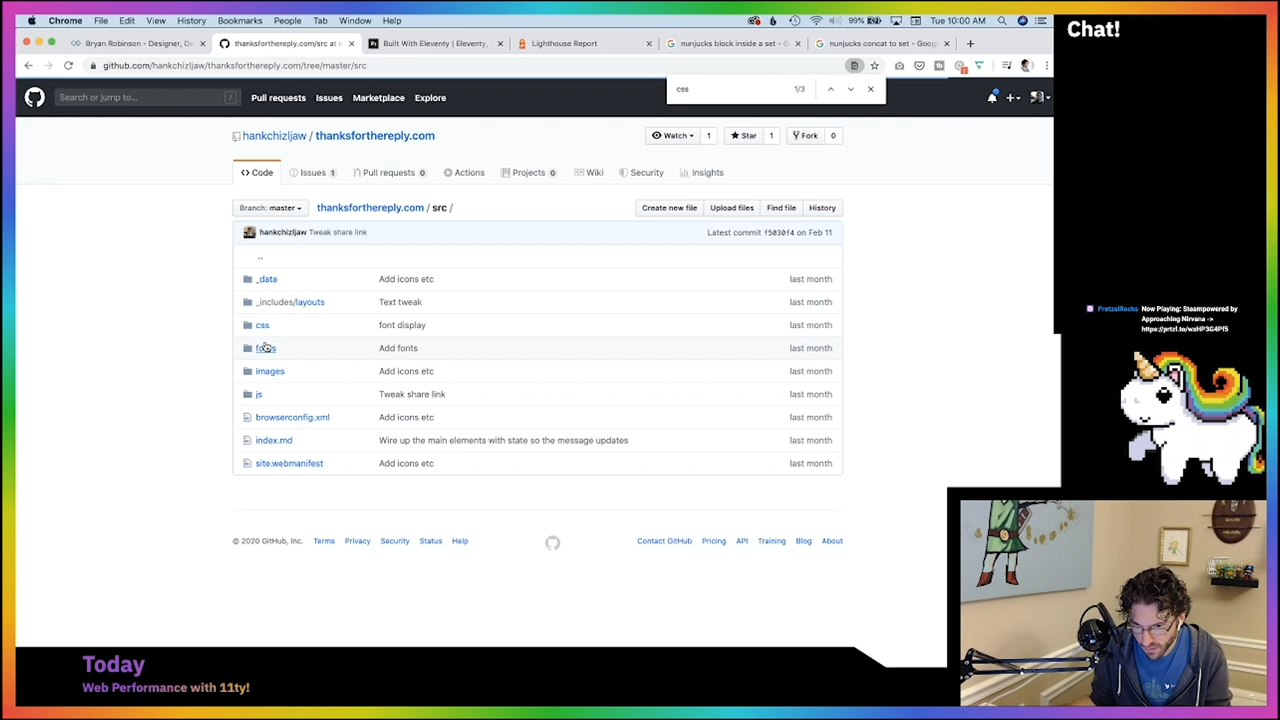 Chrome File Edit View History Bookmarks People Tab Window Help
99% Tue 10:00 AM
Bryan Robinson - Designer, De
thanksforthereply.com/src at m
Built With Eleventy | Eleventy,
Lighthouse Report
nunjucks block inside a set - G
nunjucks concat to set - Googl
github.com/hankchizljaw/thanksforthereply.com/tree/master/src
css 1/3
Search or jump to... /
Pull requests Issues Marketplace Explore
hankchizljaw / thanksforthereply.com
Watch 1 Star 1 Fork 0
Code Issues 1 Pull requests 0 Actions Projects 0 Wiki Security Insights
Branch: master thanksforthereply.com / src / Create new file Upload files Find file History
hankchizljaw Tweak share link Latest commit f5030f4 on Feb 11
..
_data Add icons etc last month
_includes/layouts Text tweak last month
css font display last month
Add fonts last month
images Add icons etc last month
js Tweak share link last month
browserconfig.xml Add icons etc last month
index.md Wire up the main elements with state so the message updates last month
site.webmanifest Add icons etc last month
© 2020 GitHub, Inc. Terms Privacy Security Status Help
Contact GitHub Pricing API Training Blog About
Chat!
PretzelRocks Now Playing: Steampowered by
Approaching Nirvana ->
https://prtzl.to/wxHP3G4Pf5
Today
Web Performance with 11ty!